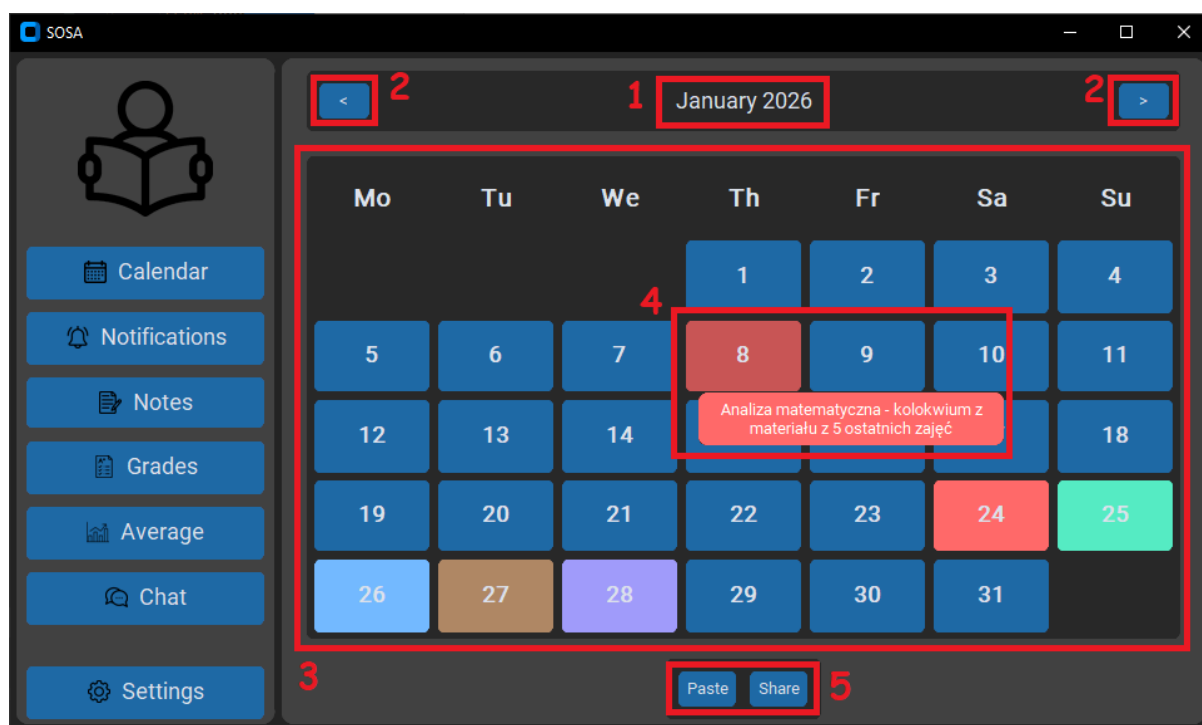 SOSA
Calendar
Notifications
Notes
Grades
Average
Chat
Settings
< 2 1 January 2026 2 >
Mo Tu We Th Fr Sa Su
1 2 3 4
4
5 6 7 8 9 10 11
Analiza matematyczna - kolokwium z
materiału z 5 ostatnich zajęć
12 13 14 18
19 20 21 22 23 24 25
26 27 28 29 30 31
3
Paste Share 5